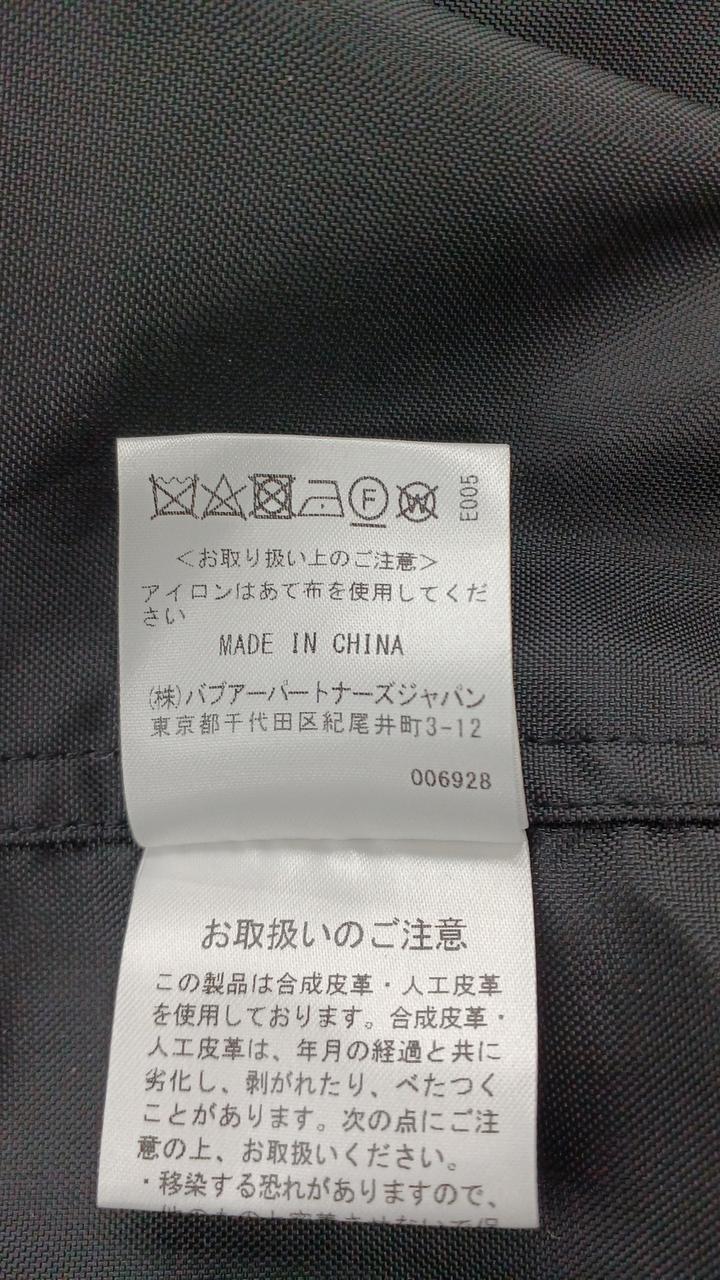 F
W
E005
＜お取り扱い上のご注意＞
アイロンはあて布を使用してくだ
さい
MADE IN CHINA
(株)バブアーパートナーズジャパン
東京都千代田区紀尾井町3-12
006928
お取扱いのご注意
この製品は合成皮革・人工皮革
を使用しております。合成皮革・
人工皮革は、年月の経過と共に
劣化し、剥がれたり、べたつく
ことがあります。次の点にご注
意の上、お取扱いください。
・移染する恐れがありますので、